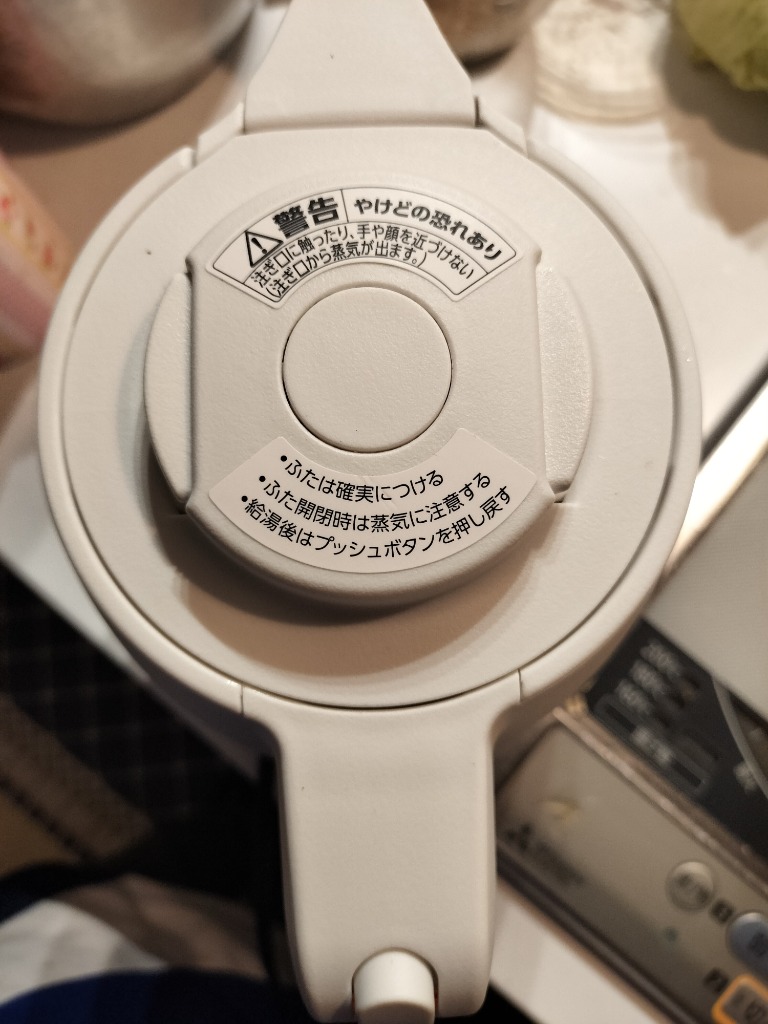 警告 やけどの恐れあり
注ぎ口に触ったり、手や顔を近づけない
(注ぎ口から蒸気が出ます。)
•ふたは確実につける
•ふた開閉時は蒸気に注意する
•給湯後はプッシュボタンを押し戻す